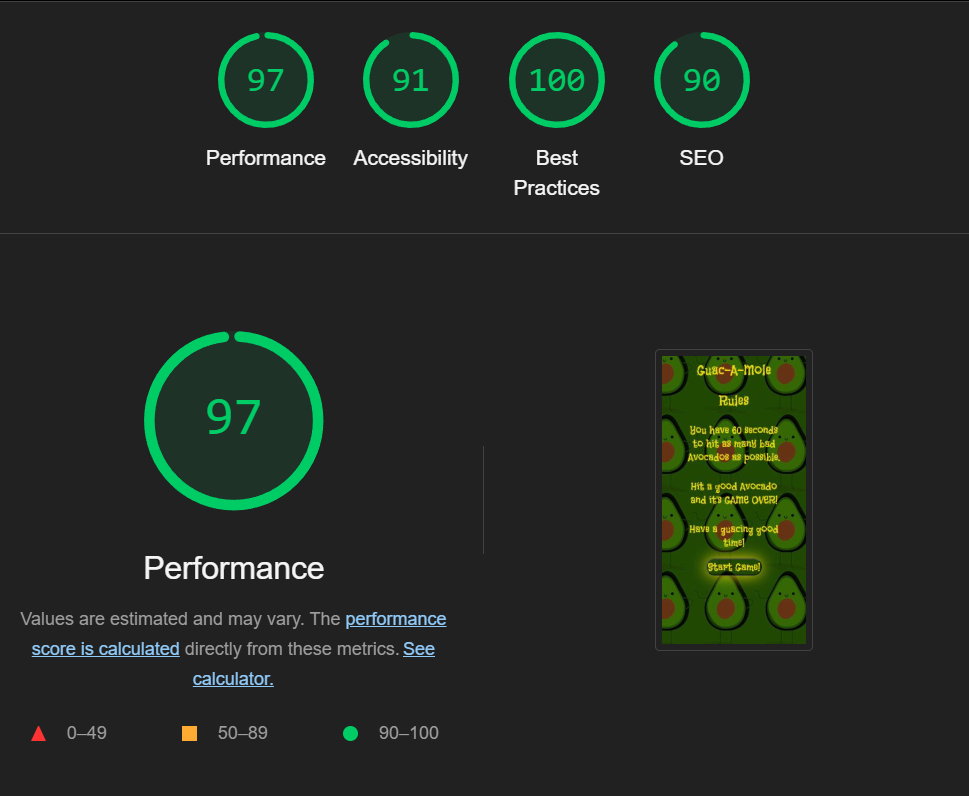 97
91
100
90
Performance
Accessibility
Best
Practices
SEO
97
Performance
Values are estimated and may vary. The performance
score is calculated directly from these metrics. See
calculator.
0–49
50–89
90–100
Guac-A-Mole
Rules
You have 60 seconds
to hit as many bad
Avocados as possible.
Hit a good Avocado
and it's GAME OVER!
Have a guacing good
time!
Start Game!